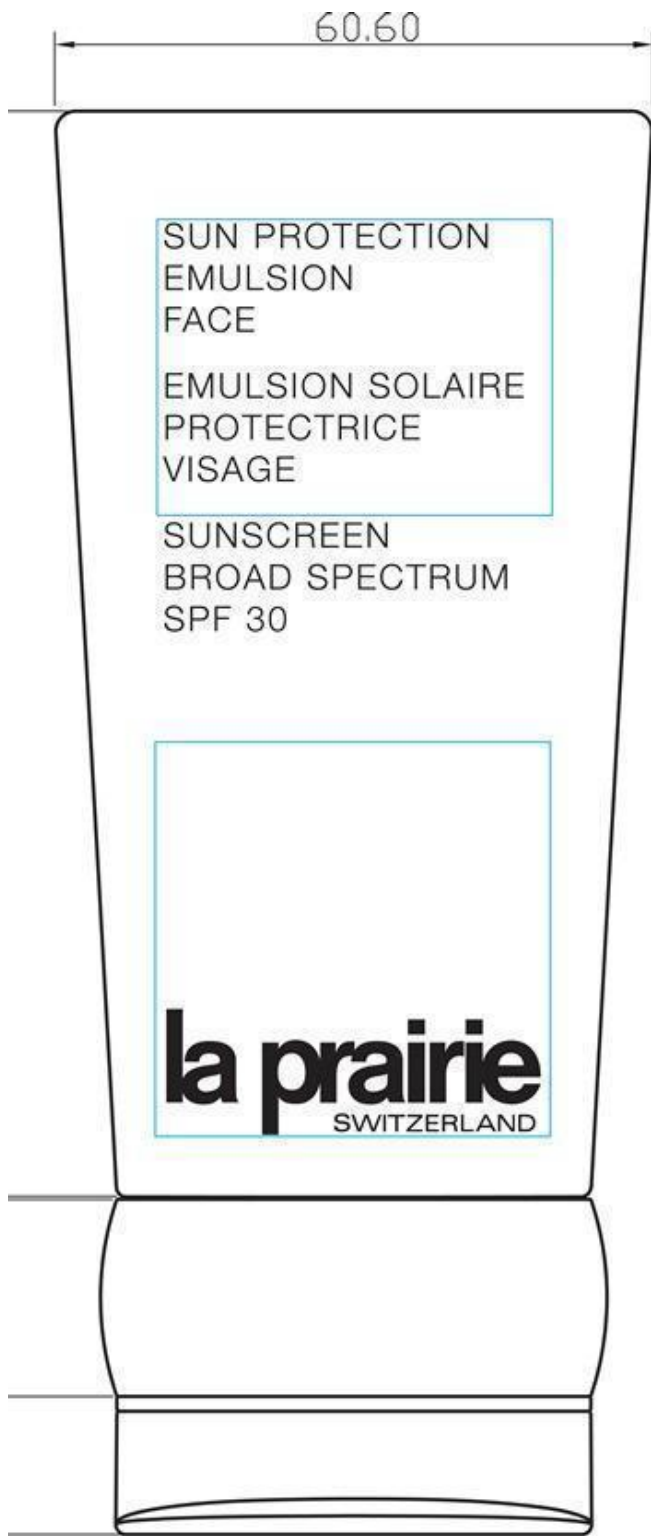 60.60
SUN PROTECTION
EMULSION
FACE
EMULSION SOLAIRE
PROTECTRICE
VISAGE
SUNSCREEN
BROAD SPECTRUM
SPF 30
la prairie
SWITZERLAND